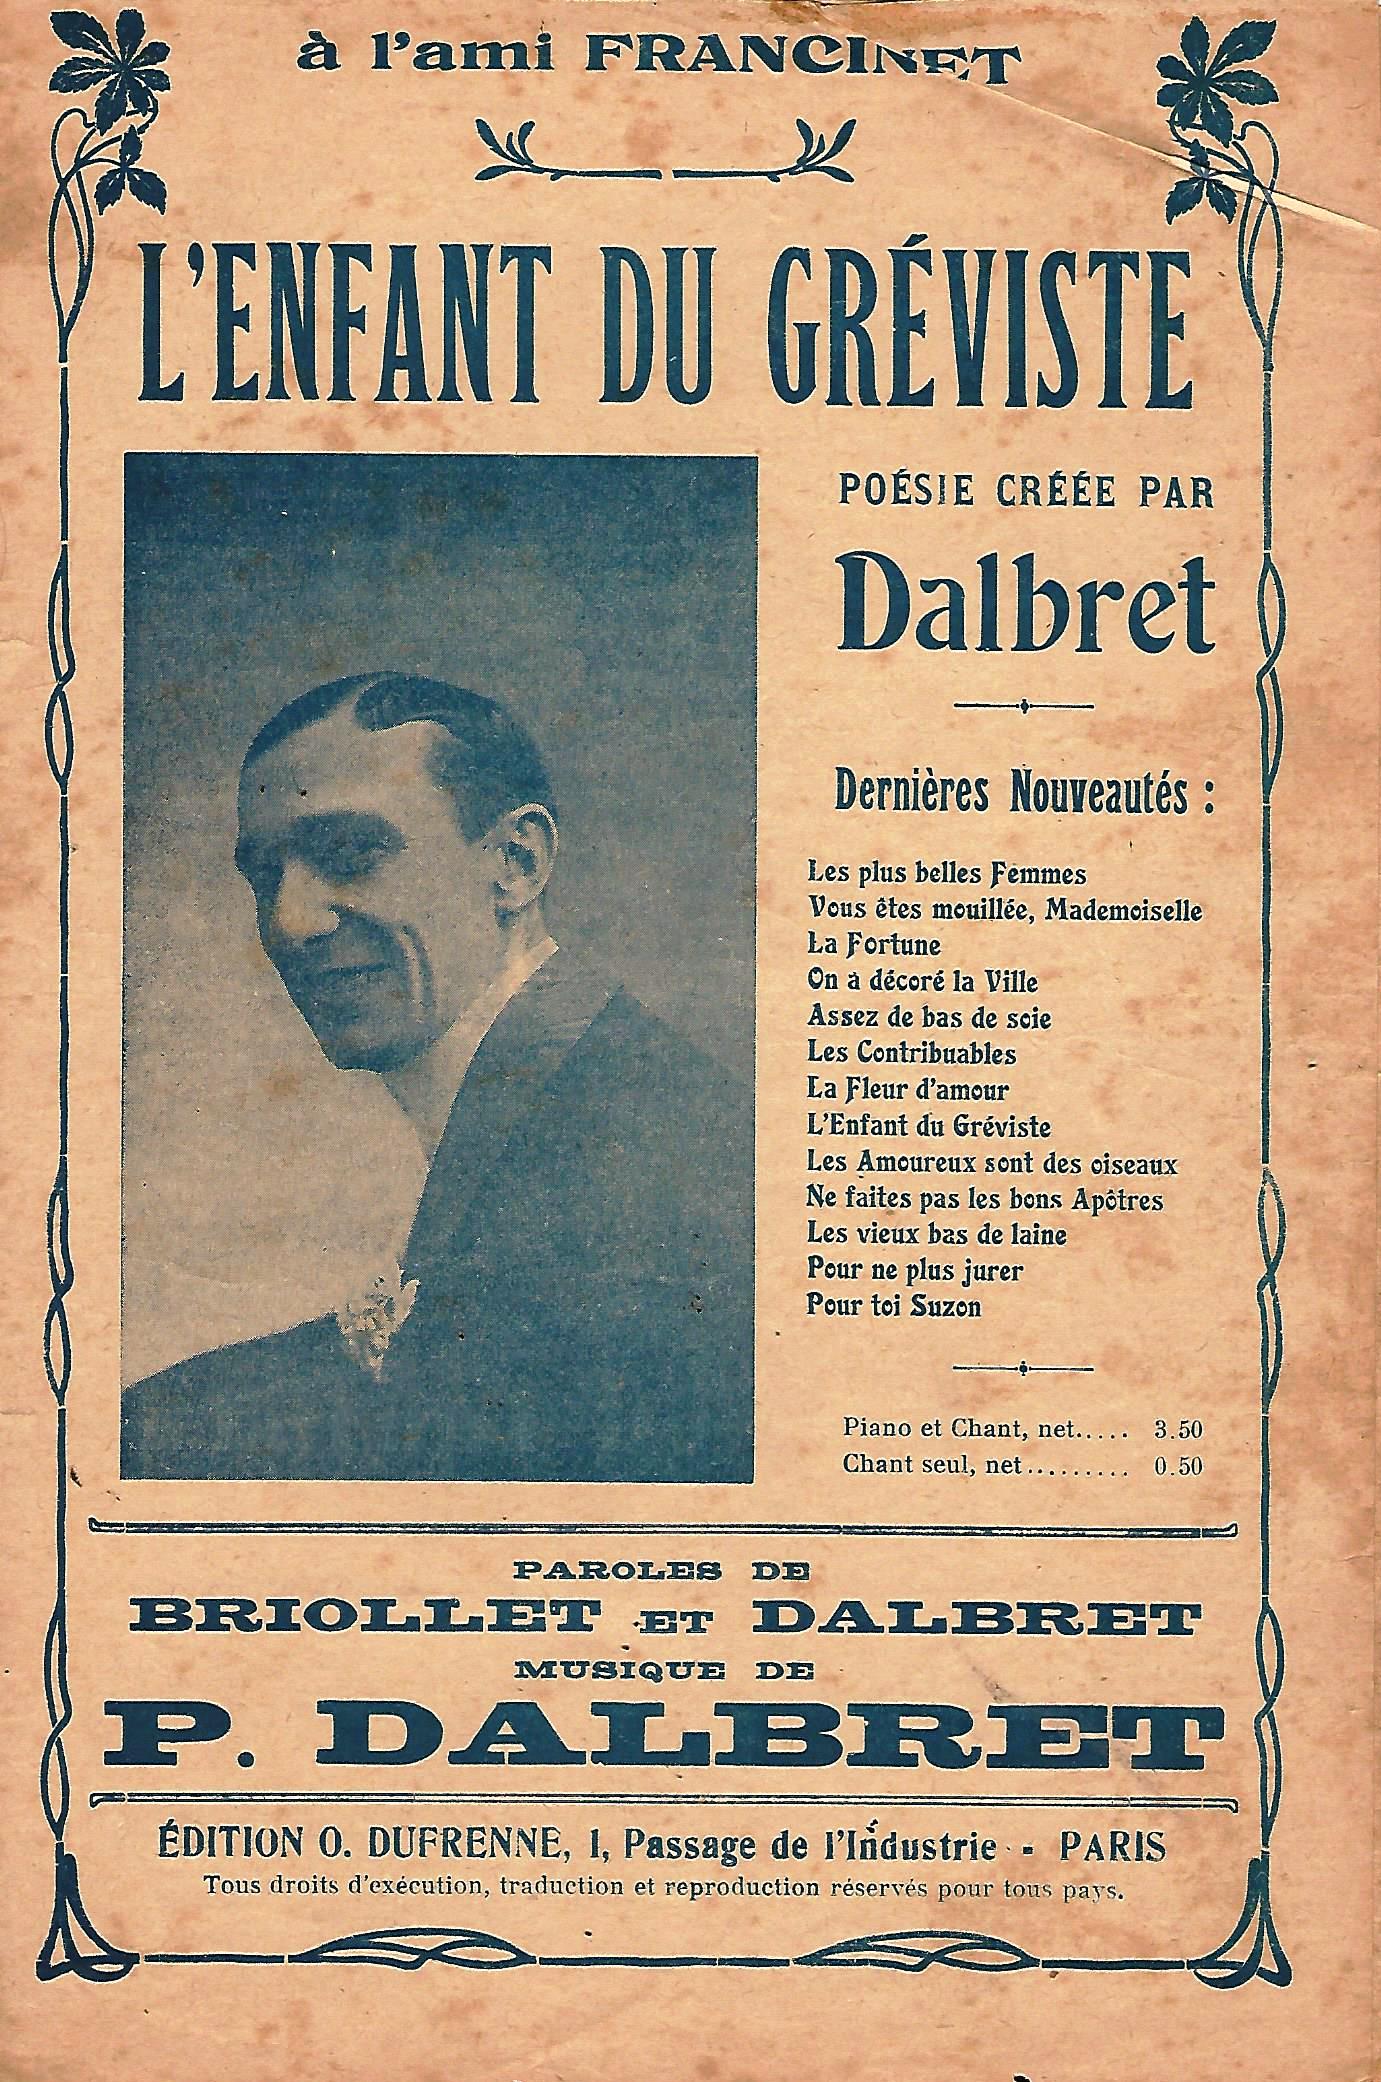 à l'ami FRANCINET
L'ENFANT DU GRÉVISTE
POÉSIE CRÉÉE PAR
Dalbret
Dernières Nouveautés :
Les plus belles Femmes
Vous êtes mouillée, Mademoiselle
La Fortune
On a décoré la Ville
Assez de bas de soie
Les Contribuables
La Fleur d'amour
L'Enfant du Gréviste
Les Amoureux sont des oiseaux
Ne faites pas les bons Apôtres
Les vieux bas de laine
Pour ne plus jurer
Pour toi Suzon
Piano et Chant, net..... 3.50
Chant seul, net......... 0.50
PAROLES DE
BRIOLLET ET DALBRET
MUSIQUE DE
P. DALBRET
ÉDITION O. DUFRENNE, 1, Passage de l'Industrie - PARIS
Tous droits d'exécution, traduction et reproduction réservés pour tous pays.